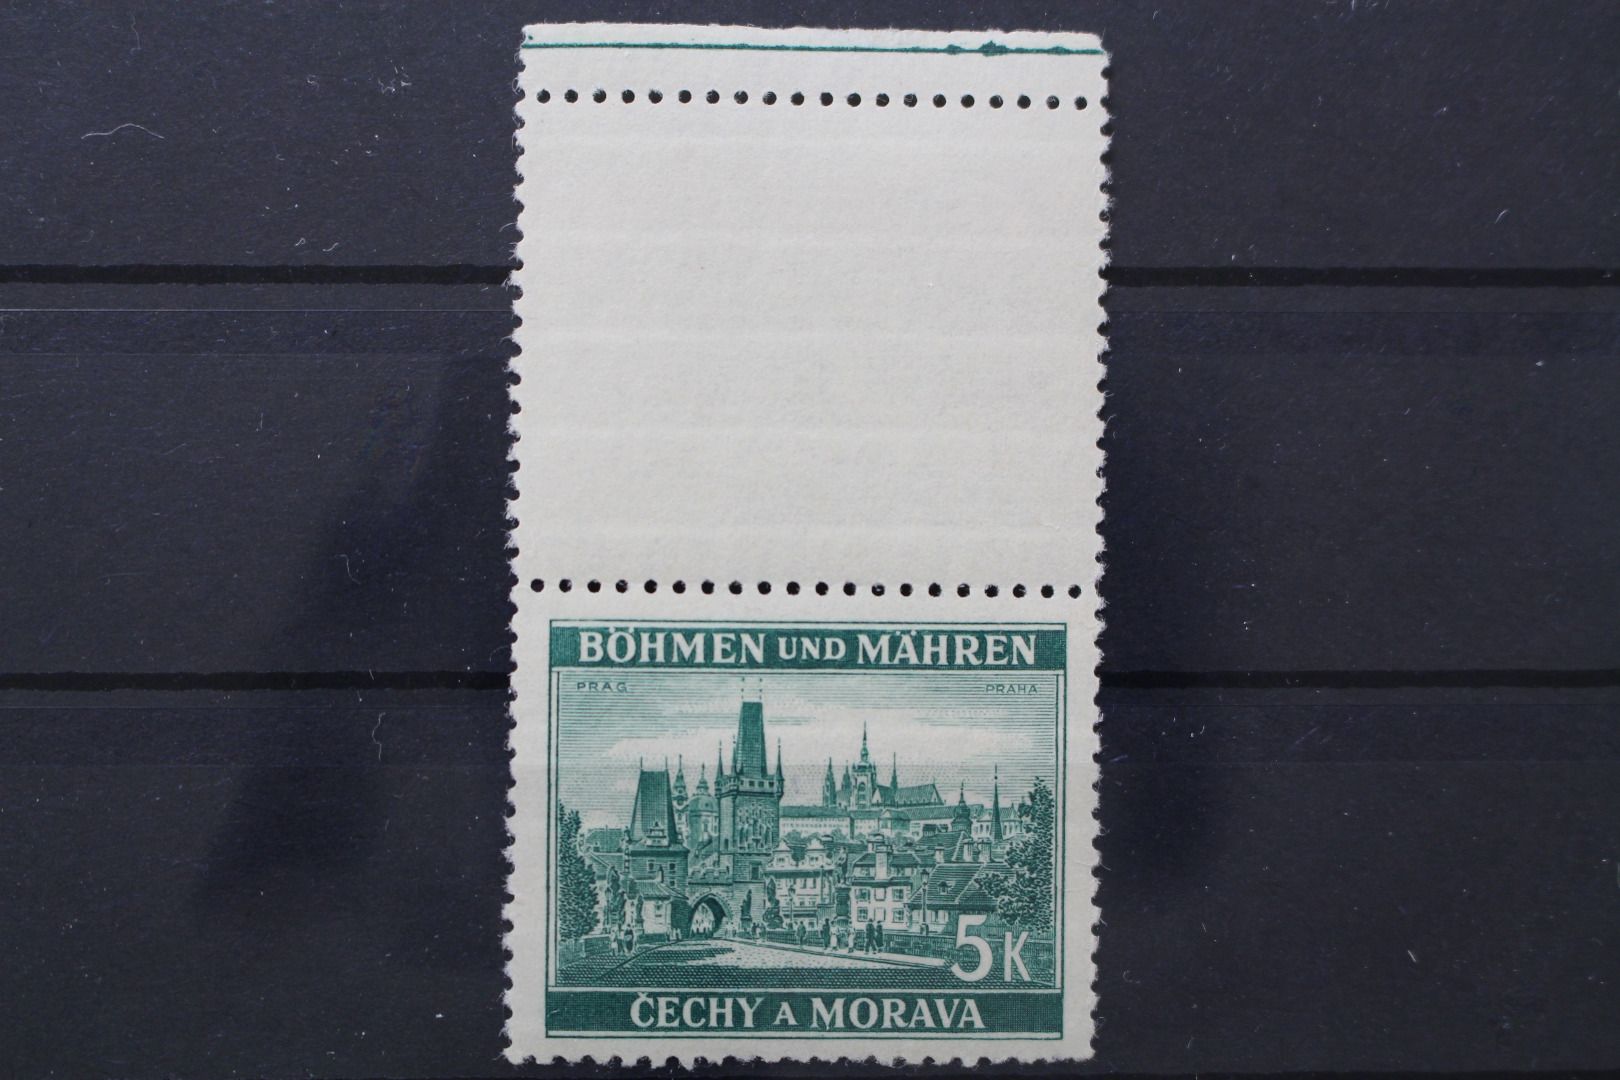 BÖHMEN UND MÄHREN
PRAG PRAHA
5K
ČECHY A MORAVA